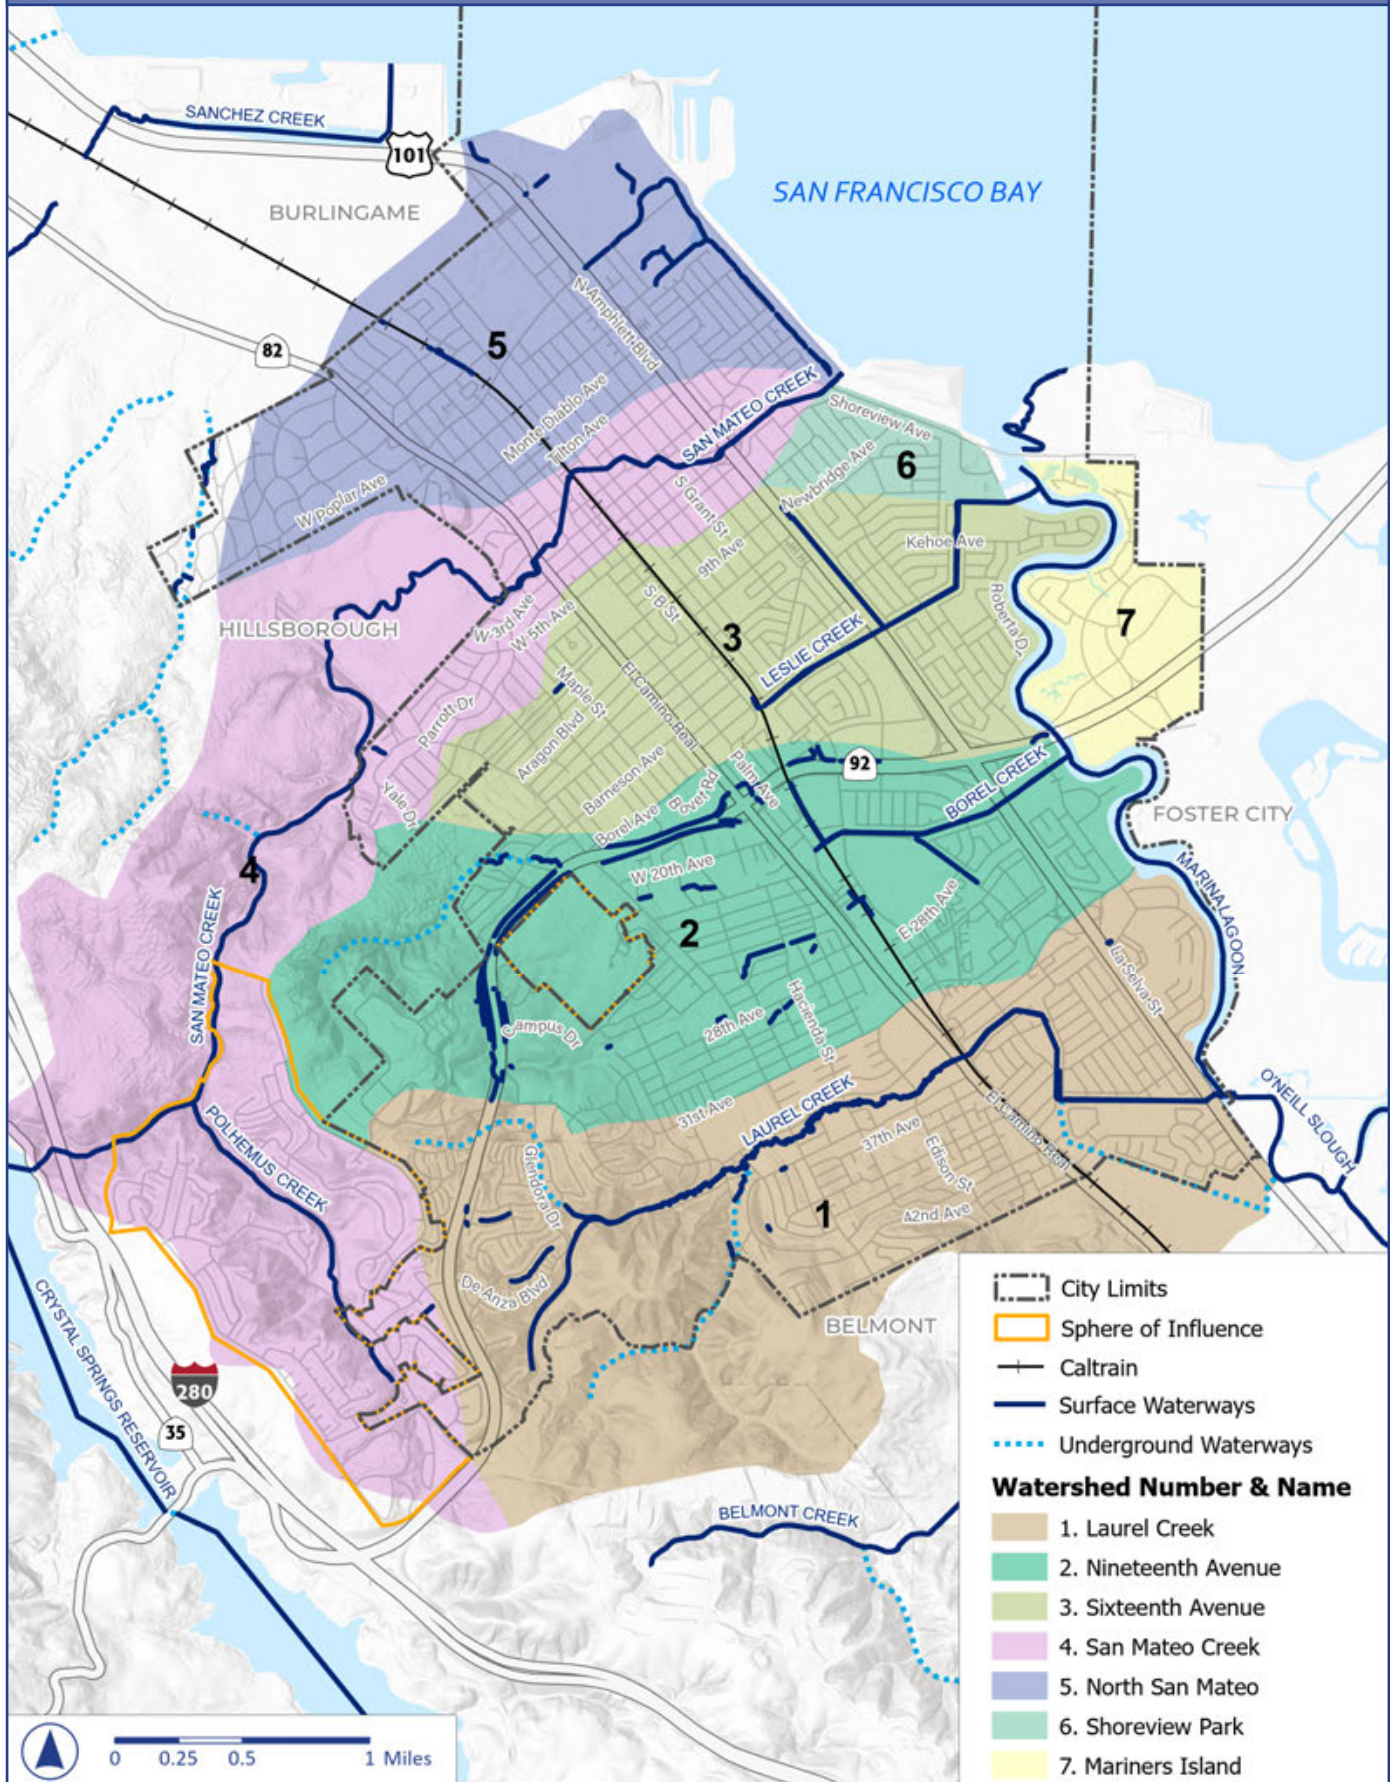 SANCHEZ CREEK
101
BURLINGAME
SAN FRANCISCO BAY
N Amphlett Blvd
82
5
Monte Diablo Ave
Tilton Ave
SAN MATEO CREEK
Shoreview Ave
6
Newbridge Ave
W Poplar Ave
S Grant St
9th Ave
Kehoe Ave
HILLSBOROUGH
W 3rd Ave
W 5th Ave
S B St
3
LESLIE CREEK
Roberta Dr
7
Parrott Dr
Maple St
El Camino Real
Aragon Blvd
Barneson Ave
Palm Ave
92
Yale Dr
Borel Ave
Bovet Rd
BOREL CREEK
FOSTER CITY
4
W 20th Ave
MARINA LAGOON
SAN MATEO CREEK
2
E 28th Ave
La Selva St
Campus Dr
28th Ave
Hacienda St
31st Ave
LAUREL CREEK
O'NEILL SLOUGH
POLHEMUS CREEK
Glendora Dr
37th Ave
Edison St
El Camino Real
1
42nd Ave
De Anza Blvd
BELMONT
CRYSTAL SPRINGS RESERVOIR
280
35
BELMONT CREEK
City Limits
Sphere of Influence
Caltrain
Surface Waterways
Underground Waterways
Watershed Number & Name
1. Laurel Creek
2. Nineteenth Avenue
3. Sixteenth Avenue
4. San Mateo Creek
5. North San Mateo
6. Shoreview Park
7. Mariners Island
0 0.25 0.5 1 Miles